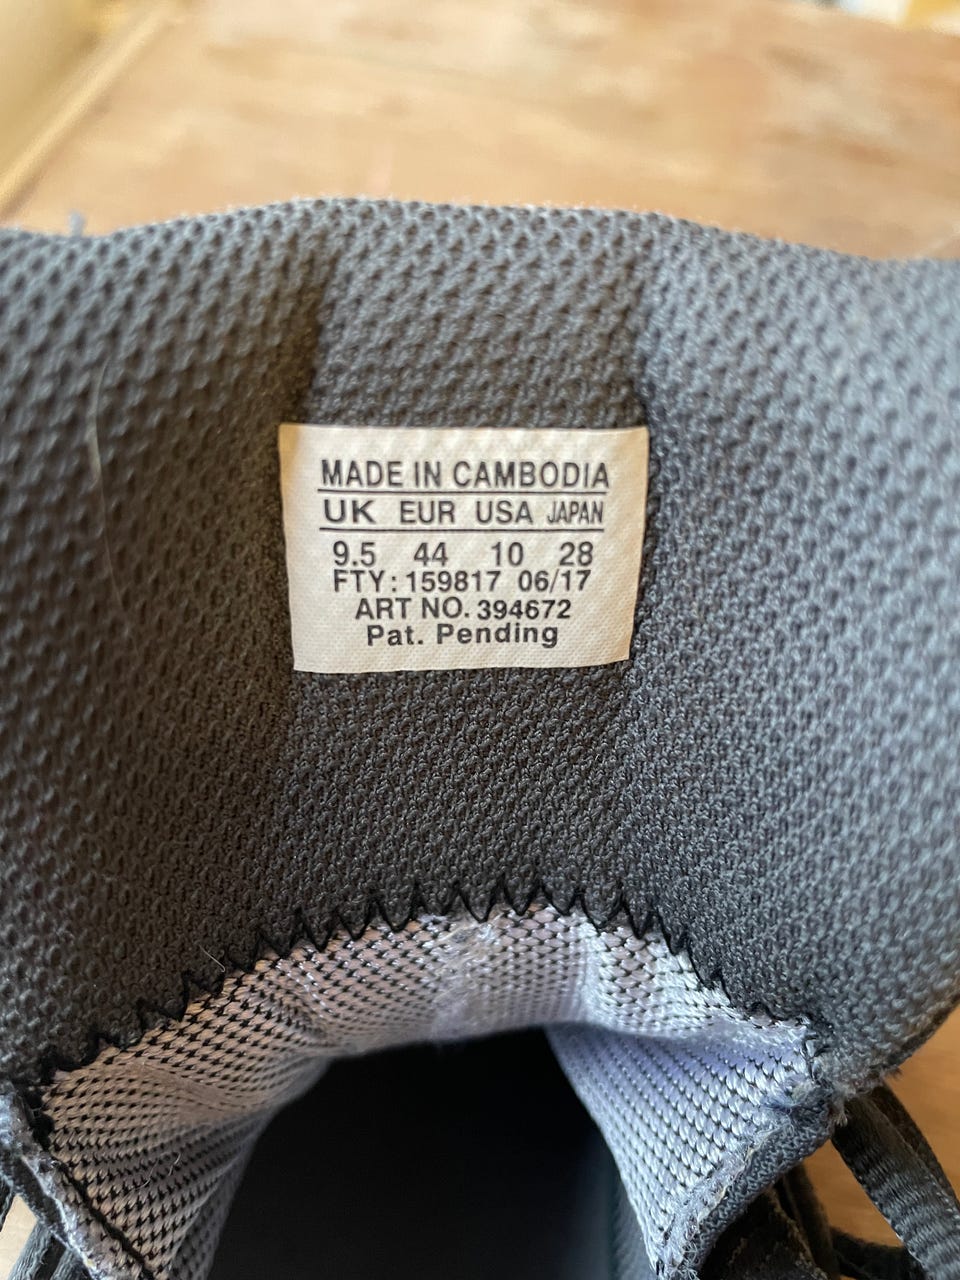 MADE IN CAMBODIA
UK EUR USA JAPAN
9.5 44 10 28
FTY: 159817 06/17
ART NO. 394672
Pat. Pending